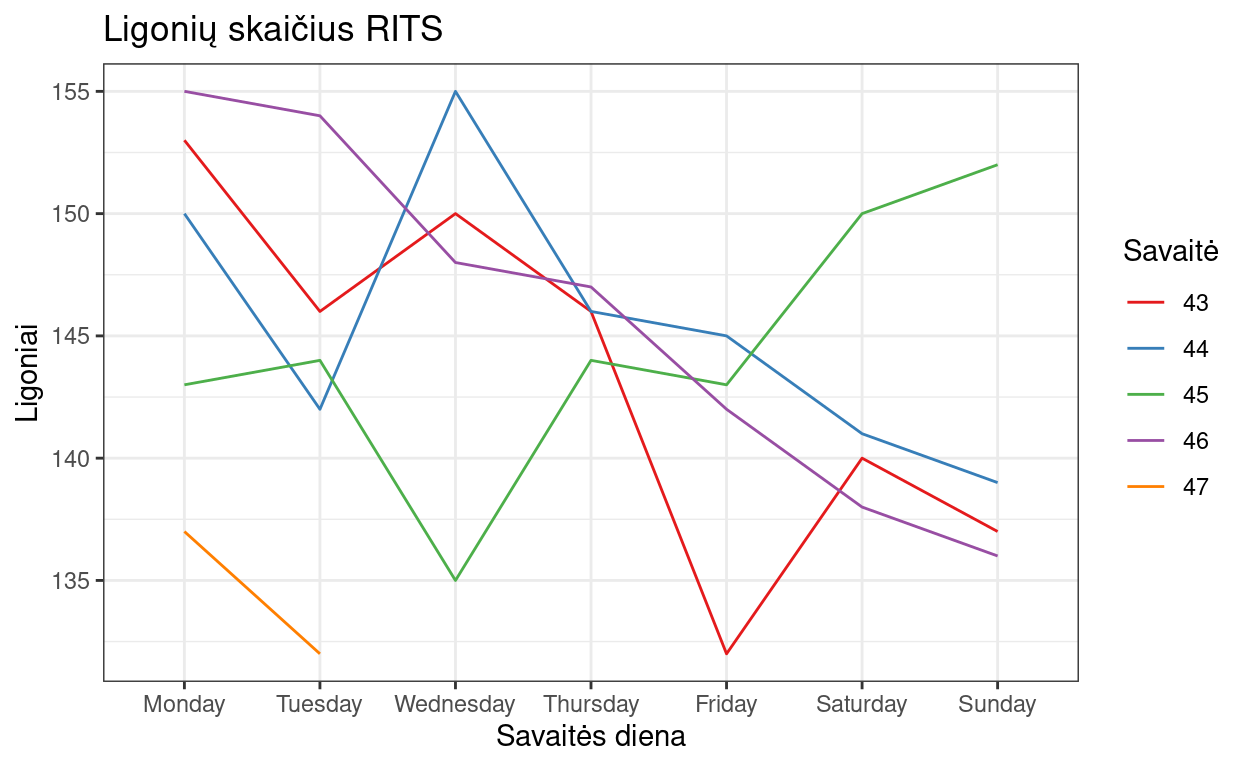 Ligonių skaičius RITS
Ligoniai
155
150
145
140
135
Monday Tuesday Wednesday Thursday Friday Saturday Sunday
Savaitės diena
Savaitė
43
44
45
46
47